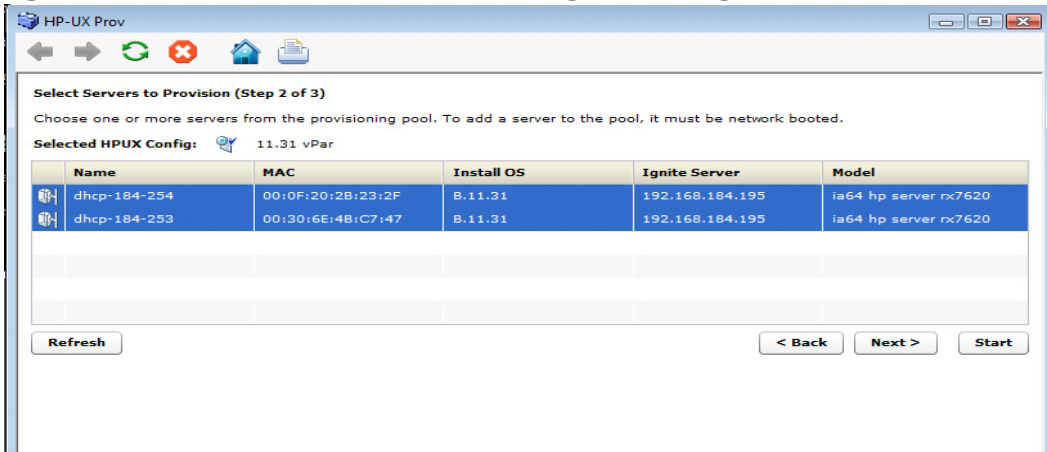 HP-UX Prov
Select Servers to Provision (Step 2 of 3)
Choose one or more servers from the provisioning pool. To add a server to the pool, it must be network booted.
Selected HPUX Config: 11.31 vPar
Name MAC Install OS Ignite Server Model
dhcp-184-254 00:0F:20:2B:23:2F B.11.31 192.168.184.195 ia64 hp server rx7620
dhcp-184-253 00:30:6E:4B:C7:47 B.11.31 192.168.184.195 ia64 hp server rx7620
Refresh < Back Next > Start